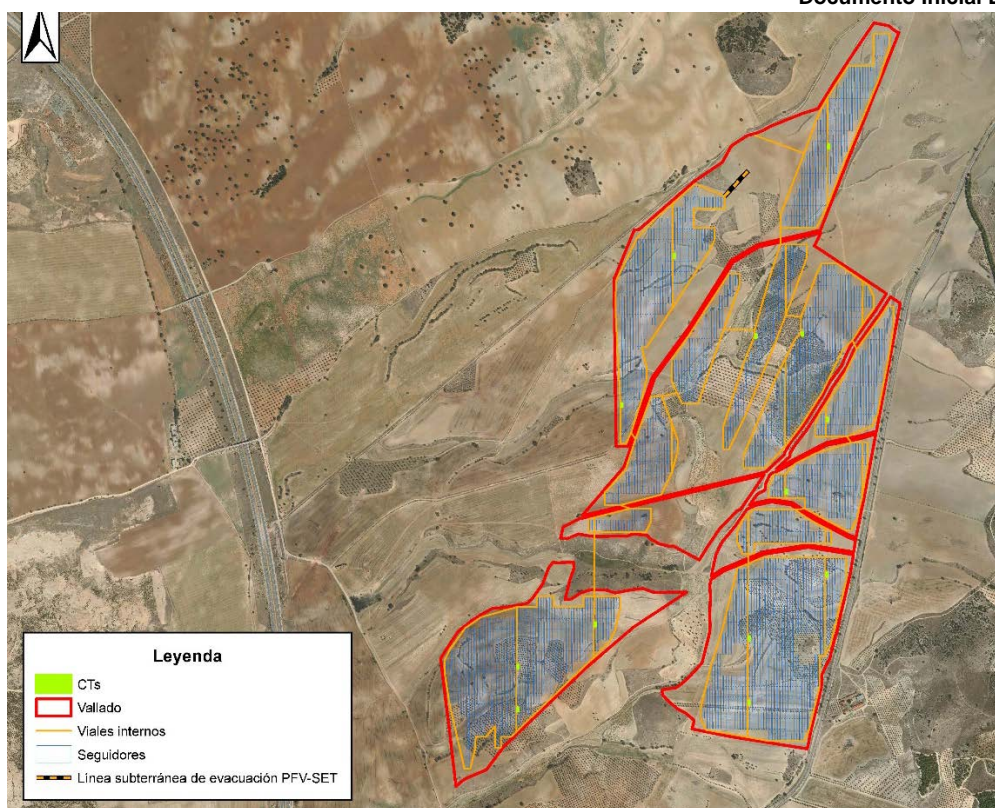 Documento Inicial
Leyenda
CTs
Vallado
Viales internos
Seguidores
Línea subterránea de evacuación PFV-SET